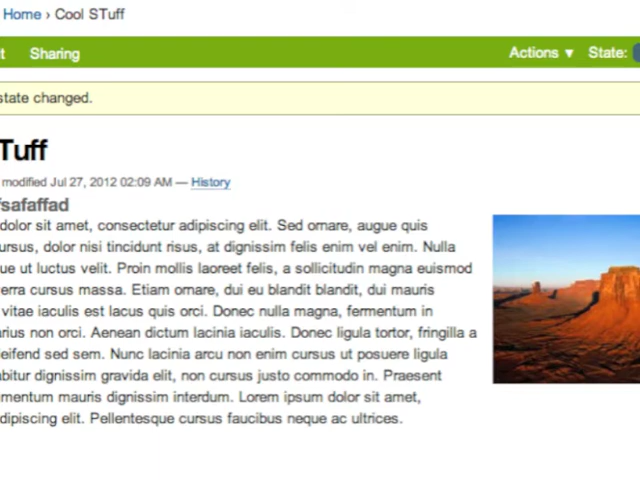 Home › Cool STuff
t Sharing Actions ▼ State:
state changed.
Tuff
modified Jul 27, 2012 02:09 AM — History
fsafaffad
dolor sit amet, consectetur adipiscing elit. Sed ornare, augue quis
ursus, dolor nisi tincidunt risus, at dignissim felis enim vel enim. Nulla
ue ut luctus velit. Proin mollis laoreet felis, a sollicitudin magna euismod
erra cursus massa. Etiam ornare, dui eu blandit blandit, dui mauris
vitae iaculis est lacus quis orci. Donec nulla magna, fermentum in
arius non orci. Aenean dictum lacinia iaculis. Donec ligula tortor, fringilla a
leifend sed sem. Nunc lacinia arcu non enim cursus ut posuere ligula
abitur dignissim gravida elit, non cursus justo commodo in. Praesent
mentum mauris dignissim interdum. Lorem ipsum dolor sit amet,
dipiscing elit. Pellentesque cursus faucibus neque ac ultrices.